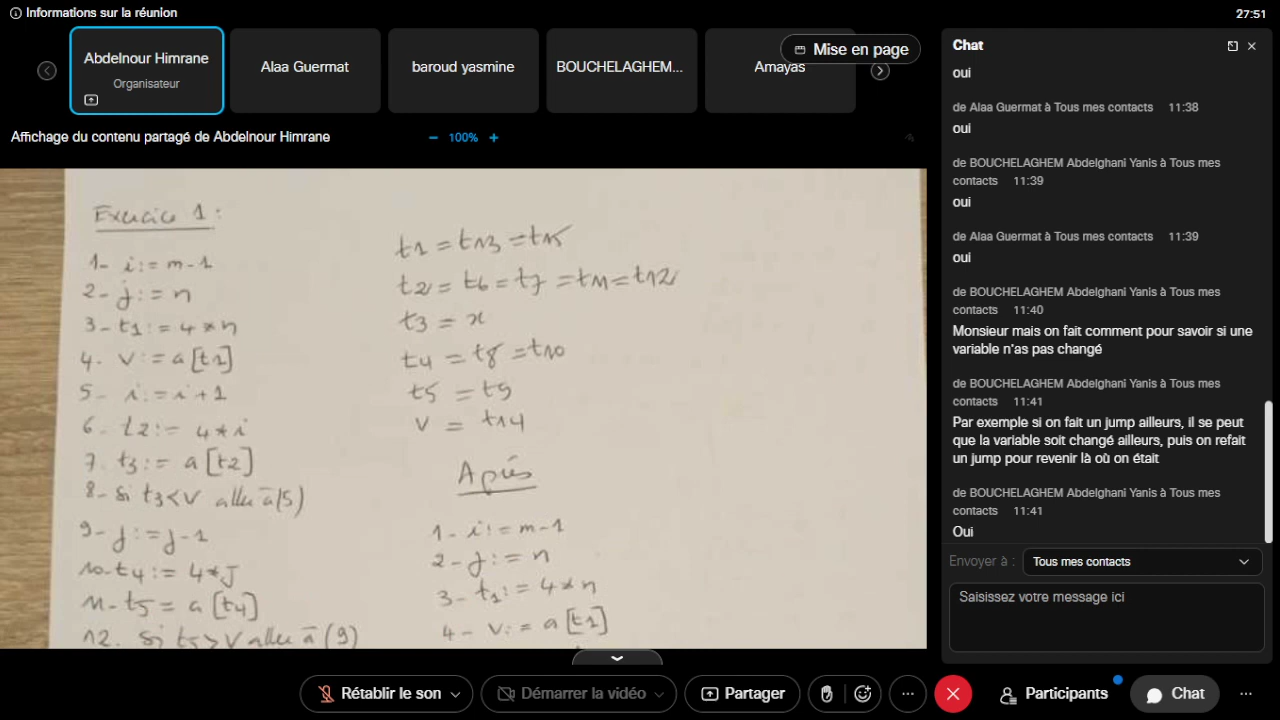 Informations sur la réunion
27:51
Abdelnour Himrane
Organisateur
Alaa Guermat
baroud yasmine
BOUCHELAGHEM...
Amayas
Mise en page
Affichage du contenu partagé de Abdelnour Himrane
− 100% +
Exercice 1 :
1- i := m-1
2- j := n
3- t1 := 4 * n
4. v := a [t1]
5- i := i + 1
6- t2 := 4 * i
7. t3 := a [t2]
8- si t3 < v aller à (5)
9- j := j-1
10- t4 := 4 * J
11- t5 = a [t4]
12. si t5 > V aller à (9)
t1 = t13 = t15
t2 = t6 = t7 = t11 = t12
t3 = x
t4 = t8 = t10
t5 = t9
v = t14
Après
1- i := m-1
2- j := n
3- t1 := 4 * n
4- v := a [t1]
Chat
oui
de Alaa Guermat à Tous mes contacts 11:38
oui
de BOUCHELAGHEM Abdelghani Yanis à Tous mes
contacts 11:39
oui
de Alaa Guermat à Tous mes contacts 11:39
oui
de BOUCHELAGHEM Abdelghani Yanis à Tous mes
contacts 11:40
Monsieur mais on fait comment pour savoir si une
variable n'as pas changé
de BOUCHELAGHEM Abdelghani Yanis à Tous mes
contacts 11:41
Par exemple si on fait un jump ailleurs, il se peut
que la variable soit changé ailleurs, puis on refait
un jump pour revenir là où on était
de BOUCHELAGHEM Abdelghani Yanis à Tous mes
contacts 11:41
Oui
Envoyer à : Tous mes contacts
Saisissez votre message ici
Rétablir le son
Démarrer la vidéo
Partager
Participants
Chat